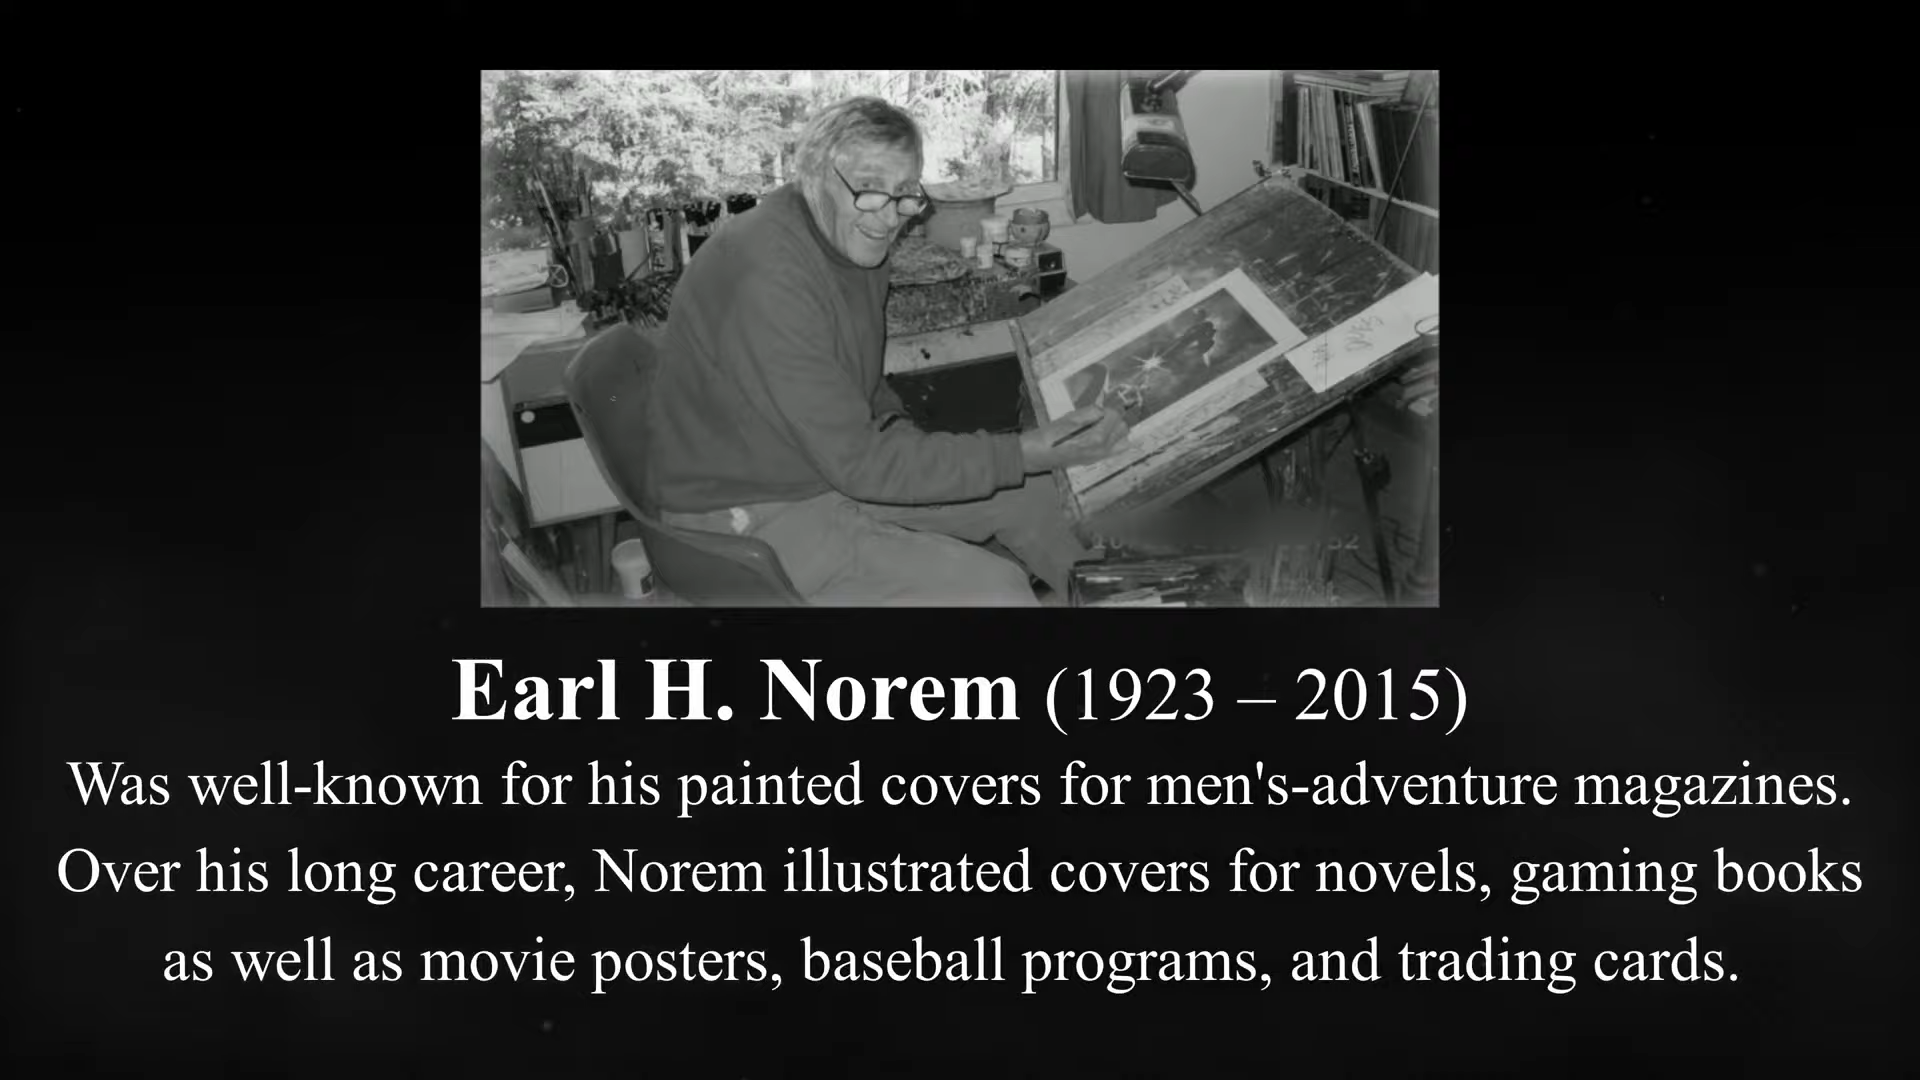 Earl H. Norem (1923 – 2015)
Was well-known for his painted covers for men's-adventure magazines.
Over his long career, Norem illustrated covers for novels, gaming books
as well as movie posters, baseball programs, and trading cards.